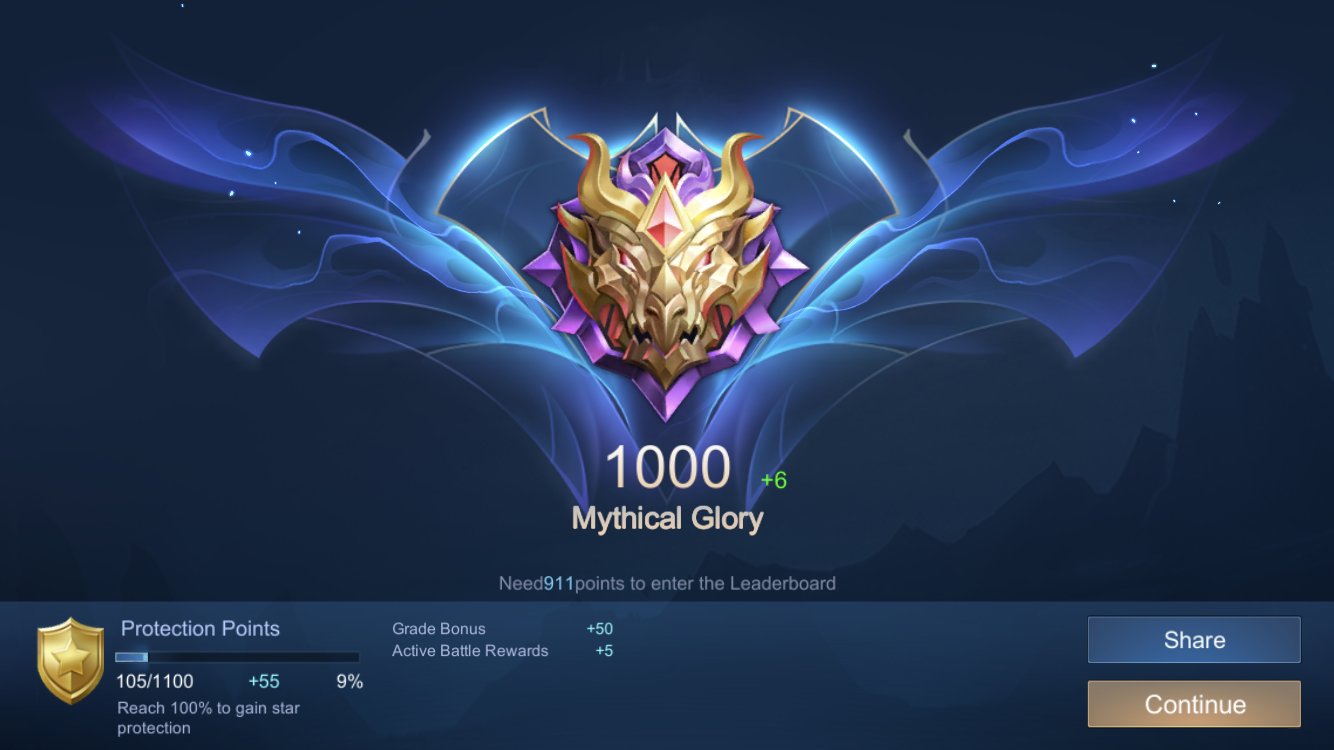 1000
+6
Mythical Glory
Need911points to enter the Leaderboard
Protection Points
105/1100 +55 9%
Reach 100% to gain star
protection
Grade Bonus +50
Active Battle Rewards +5
Share
Continue